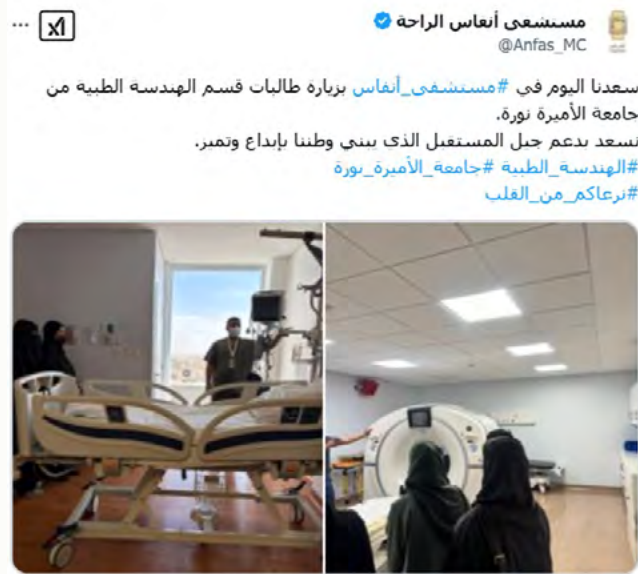 مستشفى أنفاس الراحة
@Anfas_MC
سعدنا اليوم في #مستشفى_أنفاس بزيارة طالبات قسم الهندسة الطبية من
جامعة الأميرة نورة.
نسعد بدعم جيل المستقبل الذي يبني وطننا بإبداع وتميز.
#الهندسة_الطبية #جامعة_الأميرة_نورة
#نرعاكم_من_القلب